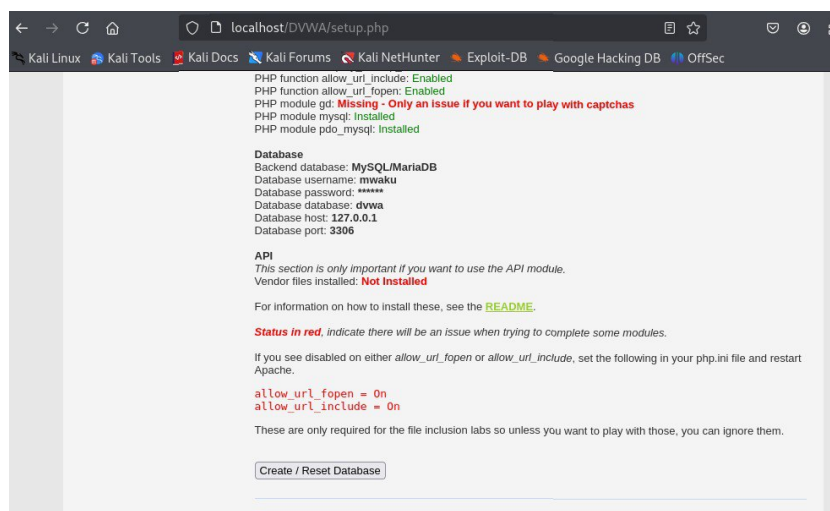 localhost/DVWA/setup.php
Kali Linux Kali Tools Kali Docs Kali Forums Kali NetHunter Exploit-DB Google Hacking DB OffSec
PHP function allow_url_include: Enabled
PHP function allow_url_fopen: Enabled
PHP module gd: Missing - Only an issue if you want to play with captchas
PHP module mysql: Installed
PHP module pdo_mysql: Installed
Database
Backend database: MySQL/MariaDB
Database username: mwaku
Database password: ******
Database database: dvwa
Database host: 127.0.0.1
Database port: 3306
API
This section is only important if you want to use the API module.
Vendor files installed: Not Installed
For information on how to install these, see the README.
Status in red, indicate there will be an issue when trying to complete some modules.
If you see disabled on either allow_url_fopen or allow_url_include, set the following in your php.ini file and restart
Apache.
allow_url_fopen = On
allow_url_include = On
These are only required for the file inclusion labs so unless you want to play with those, you can ignore them.
Create / Reset Database